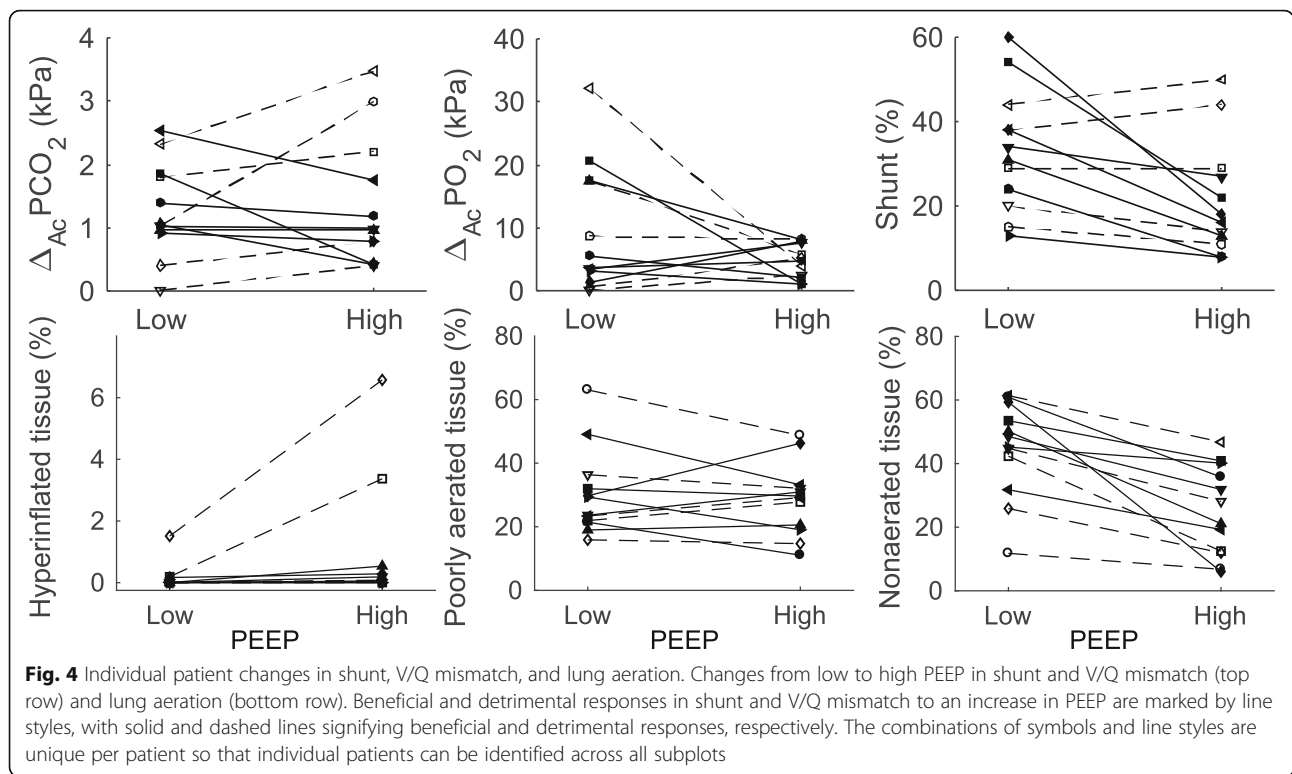 4
3
2
1
0
Δ_Ac PCO_2 (kPa)
Low
High
40
30
20
10
0
Δ_Ac PO_2 (kPa)
Low
High
60
40
20
0
Shunt (%)
Low
High
6
4
2
0
Hyperinflated tissue (%)
Low
High
PEEP
80
60
40
20
0
Poorly aerated tissue (%)
Low
High
PEEP
80
60
40
20
0
Nonaerated tissue (%)
Low
High
PEEP
Fig. 4 Individual patient changes in shunt, V/Q mismatch, and lung aeration. Changes from low to high PEEP in shunt and V/Q mismatch (top
row) and lung aeration (bottom row). Beneficial and detrimental responses in shunt and V/Q mismatch to an increase in PEEP are marked by line
styles, with solid and dashed lines signifying beneficial and detrimental responses, respectively. The combinations of symbols and line styles are
unique per patient so that individual patients can be identified across all subplots